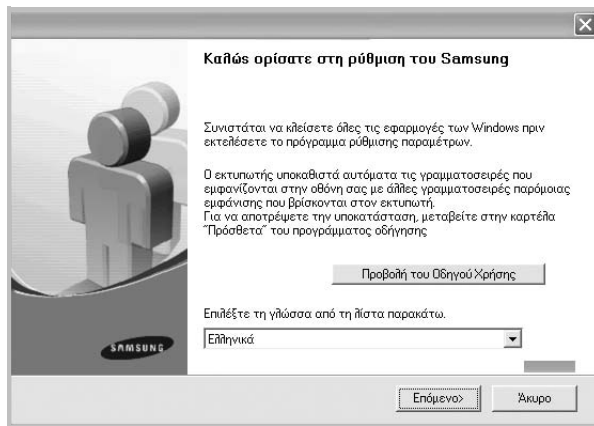 Καλώς ορίσατε στη ρύθμιση του Samsung
Συνιστάται να κλείσετε όλες τις εφαρμογές των Windows πριν
εκτελέσετε το πρόγραμμα ρύθμισης παραμέτρων.
Ο εκτυπωτής υποκαθιστά αυτόματα τις γραμματοσειρές που
εμφανίζονται στην οθόνη σας με άλλες γραμματοσειρές παρόμοιας
εμφάνισης που βρίσκονται στον εκτυπωτή.
Για να αποτρέψετε την υποκατάσταση, μεταβείτε στην καρτέλα
"Πρόσθετα" του προγράμματος οδήγησης
Προβολή του Οδηγού Χρήσης
Επιλέξτε τη γλώσσα από τη λίστα παρακάτω.
Ελληνικά
SAMSUNG
Επόμενο>
Άκυρο